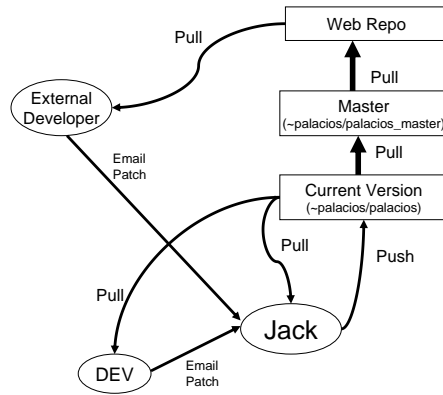 Web Repo
Pull
Pull
External
Developer
Master
(~palacios/palacios_master)
Pull
Email
Patch
Current Version
(~palacios/palacios)
Pull
Push
Pull
Jack
DEV
Email
Patch